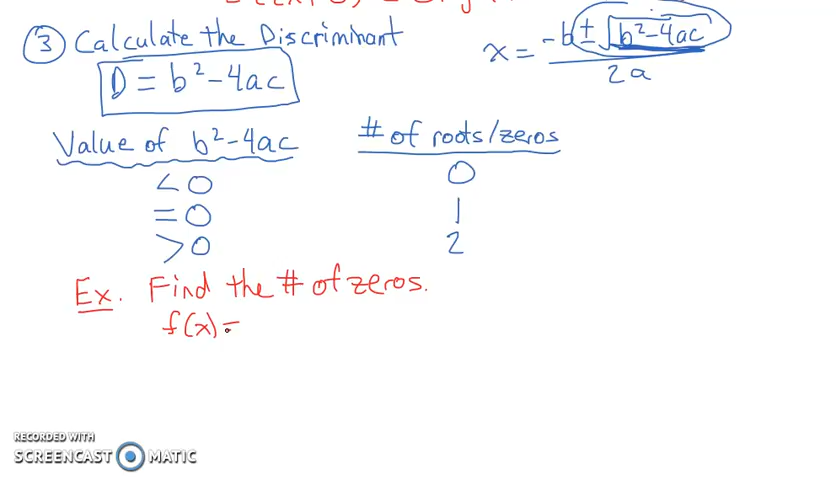 ③ Calculate the Discriminant
x = -b ± √b² - 4ac / 2a
D = b² - 4ac
Value of b² - 4ac # of roots/zeros
< 0 0
= 0 1
> 0 2
Ex. Find the # of zeros.
f(x) =
RECORDED WITH
SCREENCAST MATIC